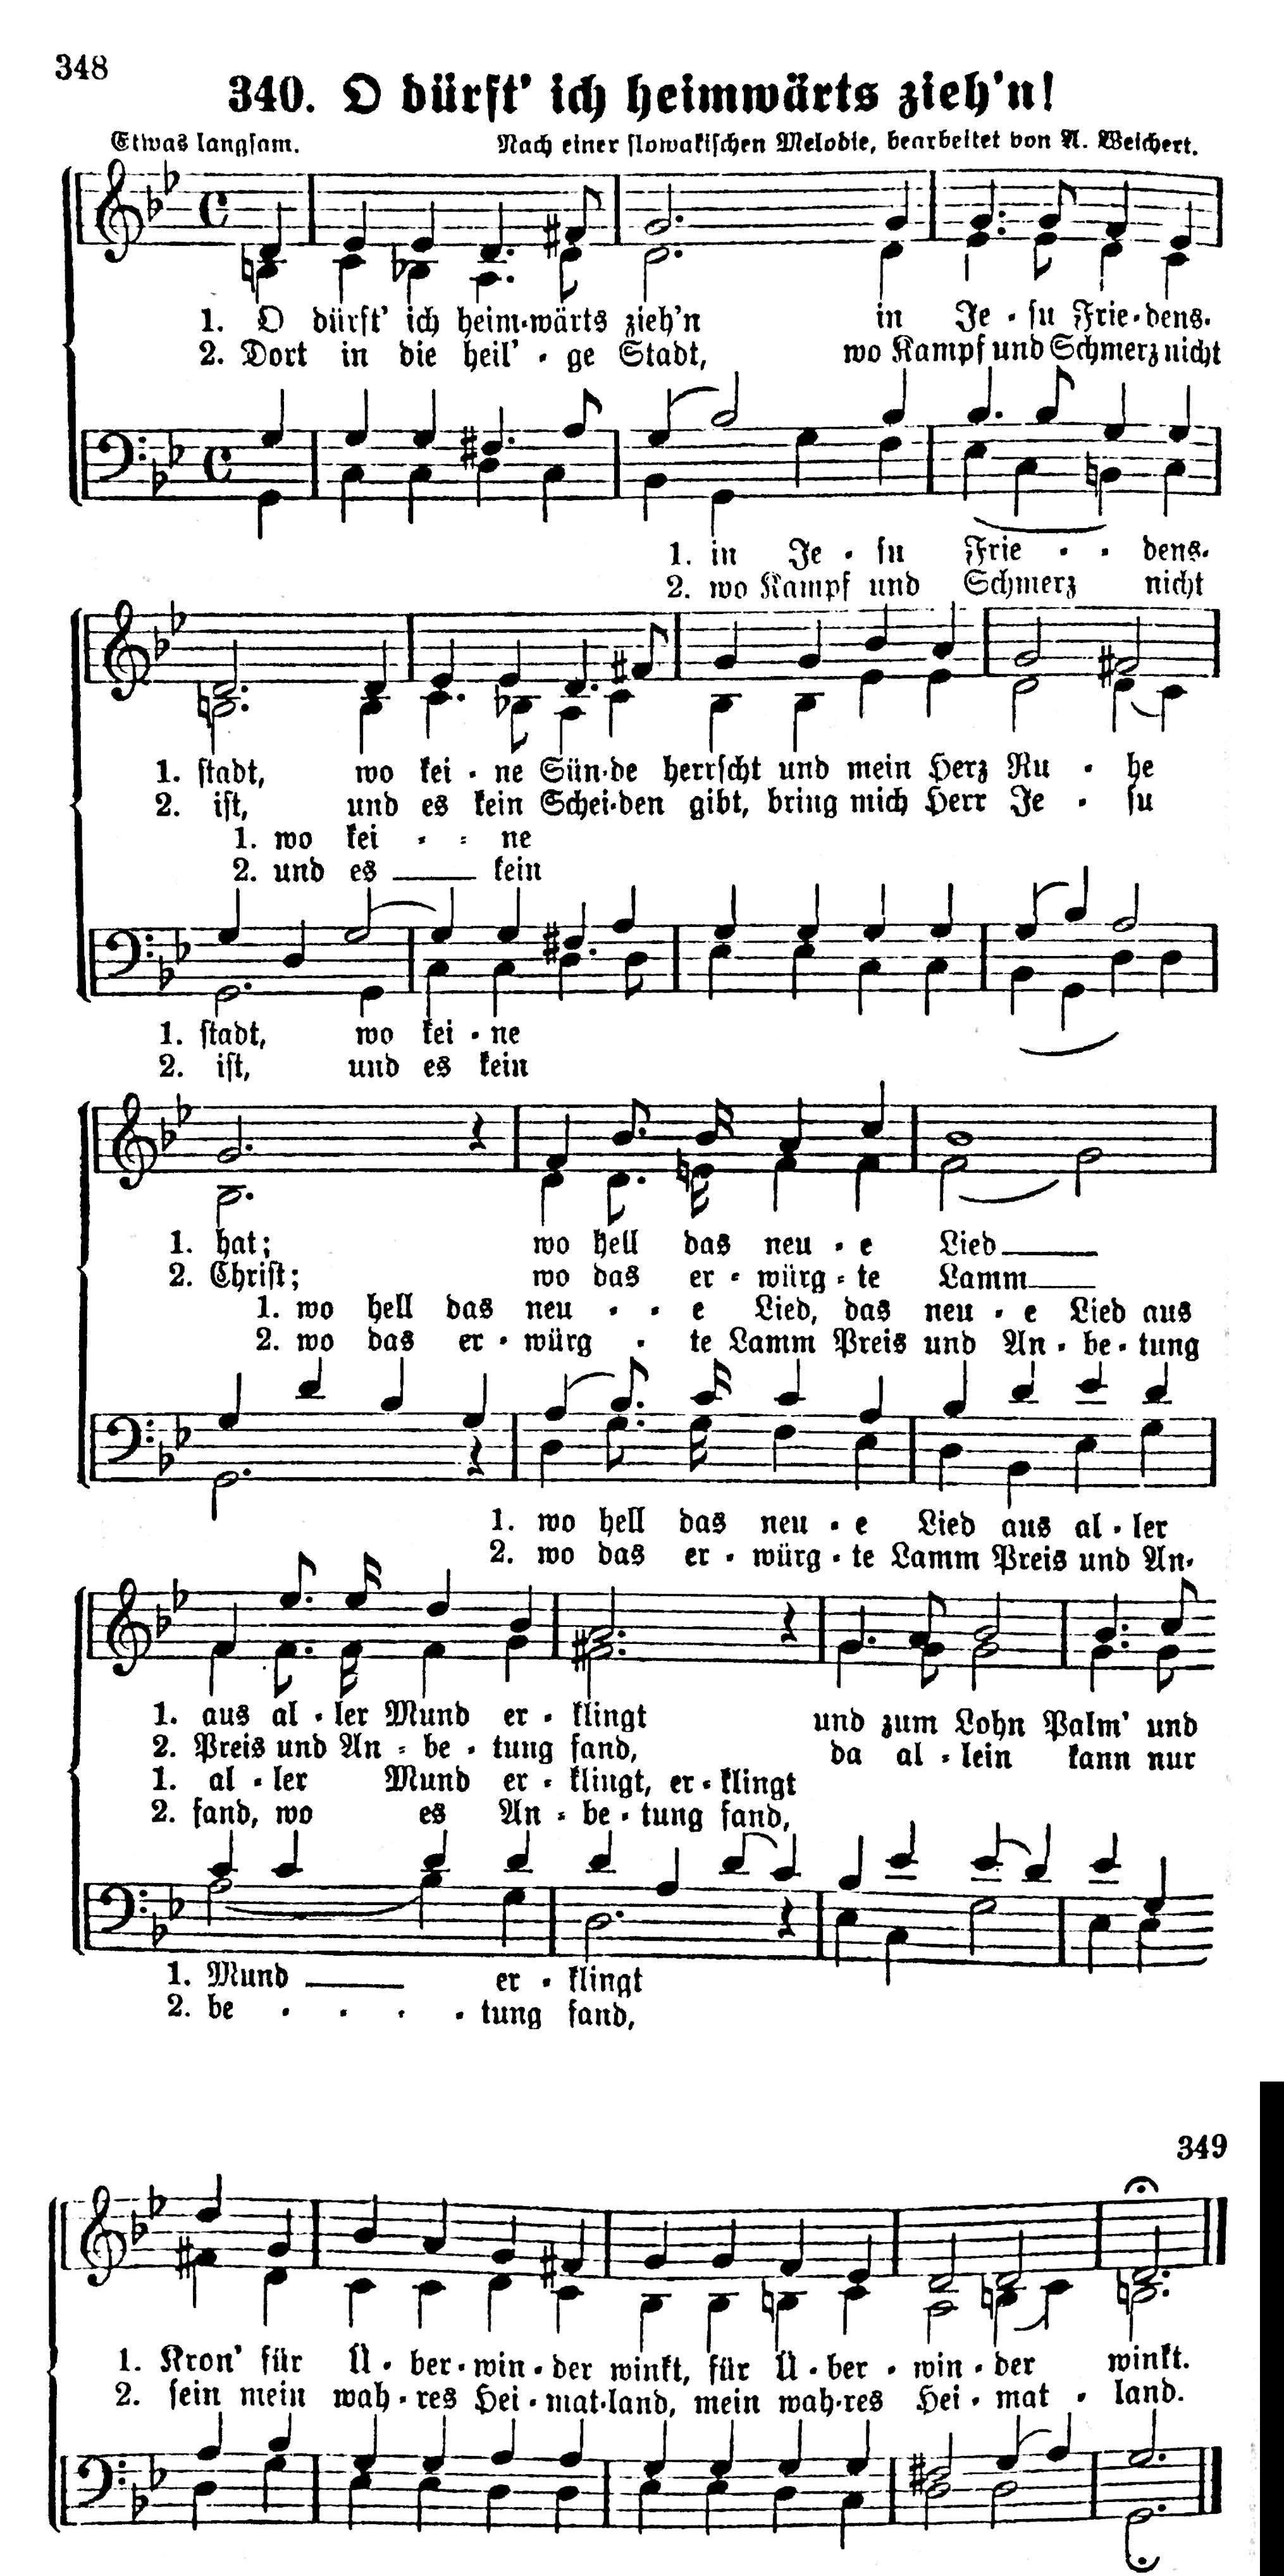 348
340. O dürft' ich heimwärts zieh'n!
Etwas langsam. Nach einer slowakischen Melodie, bearbeitet von A. Weichert.
1. O dürft' ich heim-wärts zieh'n in Je-su Frie-dens-
2. Dort in die heil'-ge Stadt, wo Kampf und Schmerz nicht
1. in Je-su Frie-dens-
2. wo Kampf und Schmerz nicht
1. stadt, wo kei-ne Sün-de herrscht und mein Herz Ru-he
2. ist, und es kein Schei-den gibt, bring mich Herr Je-su
1. wo kei-ne
2. und es kein
1. stadt, wo kei-ne
2. ist, und es kein
1. hat; wo hell das neu-e Lied
2. Christ; wo das er-würg-te Lamm
1. wo hell das neu-e Lied, das neu-e Lied aus
2. wo das er-würg-te Lamm Preis und An-be-tung
1. wo hell das neu-e Lied aus al-ler
2. wo das er-würg-te Lamm Preis und An-
1. aus al-ler Mund er-klingt und zum Lohn Palm' und
2. Preis und An-be-tung fand, da al-lein kann nur
1. al-ler Mund er-klingt, er-klingt
2. fand, wo es An-be-tung fand,
1. Mund er-klingt
2. be-tung fand,
349
1. Kron' für Ü-ber-win-der winkt, für Ü-ber-win-der winkt.
2. sein mein wah-res Hei-mat-land, mein wah-res Hei-mat-land.